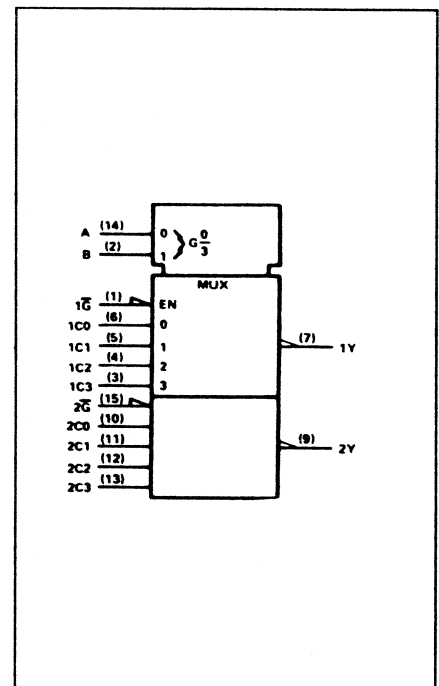 A (14) 0 } G 0/3
B (2) 1
MUX
1G̅ (1) EN
1C0 (6) 0
1C1 (5) 1 (7) 1Y
1C2 (4) 2
1C3 (3) 3
2G̅ (15)
2C0 (10)
2C1 (11) (9) 2Y
2C2 (12)
2C3 (13)